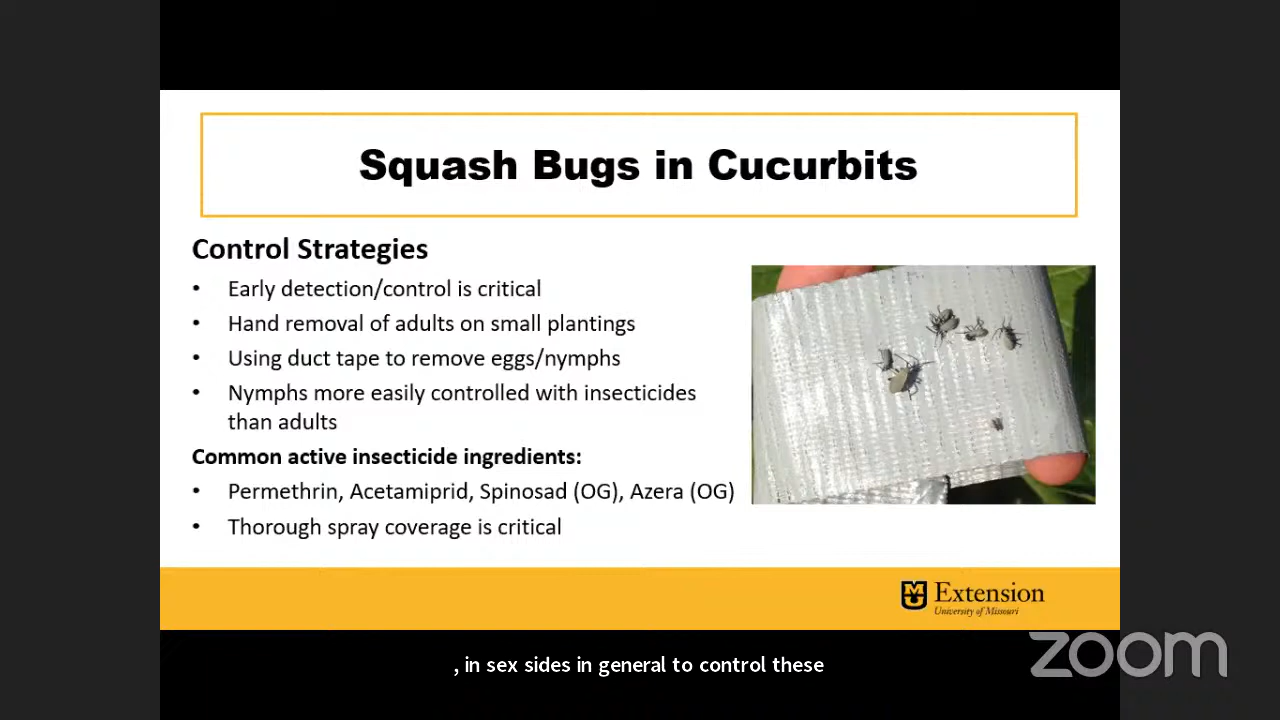 Squash Bugs in Cucurbits
Control Strategies
• Early detection/control is critical
• Hand removal of adults on small plantings
• Using duct tape to remove eggs/nymphs
• Nymphs more easily controlled with insecticides
than adults
Common active insecticide ingredients:
• Permethrin, Acetamiprid, Spinosad (OG), Azera (OG)
• Thorough spray coverage is critical
MU Extension
University of Missouri
, in sex sides in general to control these
zoom